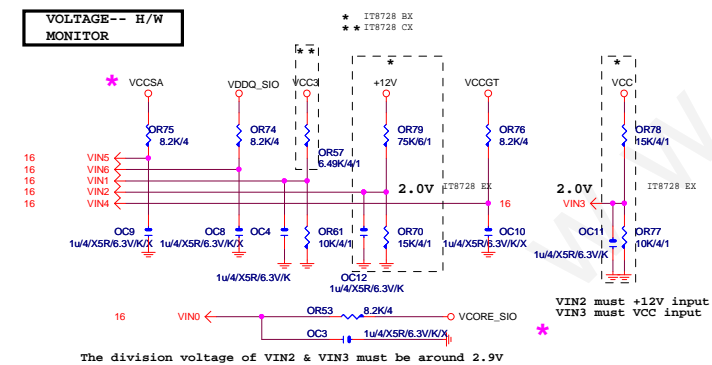 VOLTAGE-- H/W
MONITOR
* IT8728 BX
** IT8728 CX
**
*
*
*
VCCSA
VDDQ_SIO
VCC3
+12V
VCCGT
VCC
OR75
8.2K/4
OR74
8.2K/4
OR57
6.49K/4/1
OR79
75K/6/1
OR76
8.2K/4
OR78
15K/4/1
16 VIN5
16 VIN6
16 VIN1
16 VIN2
16 VIN4
2.0V
IT8728 EX
16
2.0V
VIN3
IT8728 EX
OC9
1u/4/X5R/6.3V/K/X
OC8
1u/4/X5R/6.3V/K/X
OC4
1u/4/X5R/6.3V/K
OR61
10K/4/1
OC12
1u/4/X5R/6.3V/K
OR70
15K/4/1
OC10
1u/4/X5R/6.3V/K/X
OC11
1u/4/X5R/6.3V/K
OR77
10K/4/1
VIN2 must +12V input
VIN3 must VCC input
16 VIN0
OR53
8.2K/4
VCORE_SIO
*
OC3
1u/4/X5R/6.3V/K/X
The division voltage of VIN2 & VIN3 must be around 2.9V